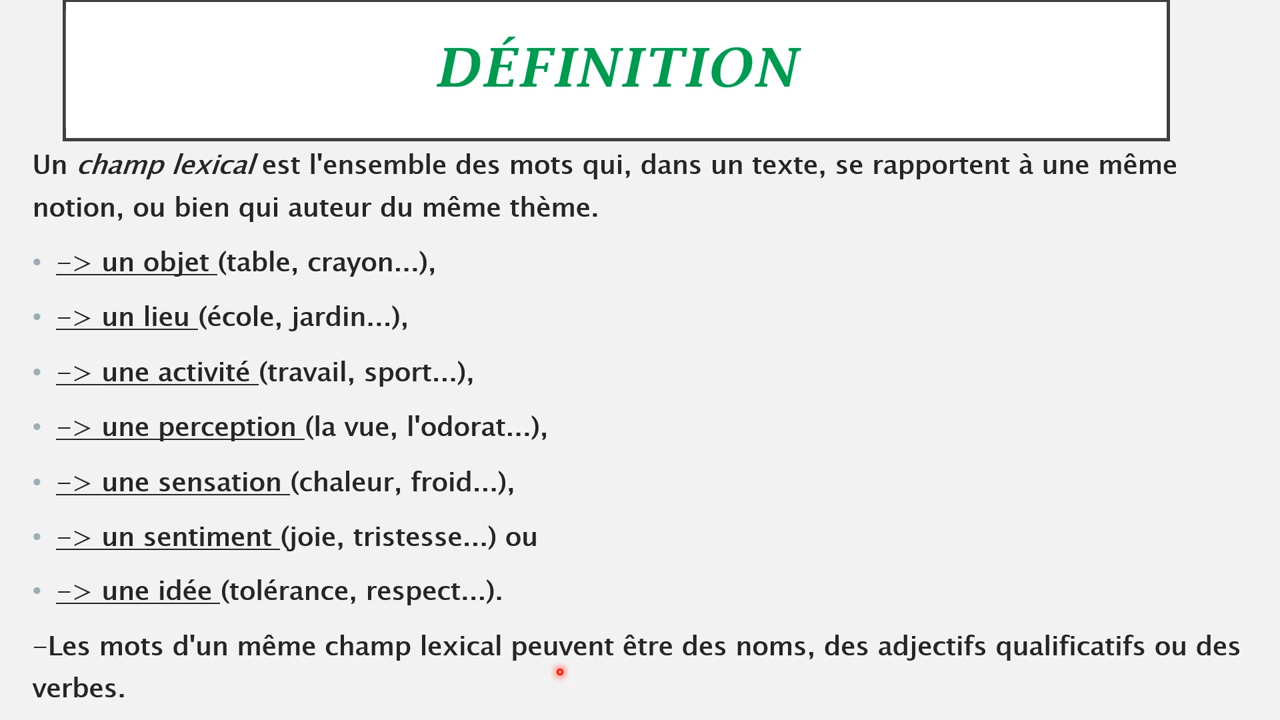 DÉFINITION
Un champ lexical est l'ensemble des mots qui, dans un texte, se rapportent à une même
notion, ou bien qui auteur du même thème.
• –> un objet (table, crayon...),
• –> un lieu (école, jardin...),
• –> une activité (travail, sport...),
• –> une perception (la vue, l'odorat...),
• –> une sensation (chaleur, froid...),
• –> un sentiment (joie, tristesse...) ou
• –> une idée (tolérance, respect...).
–Les mots d'un même champ lexical peuvent être des noms, des adjectifs qualificatifs ou des
verbes.